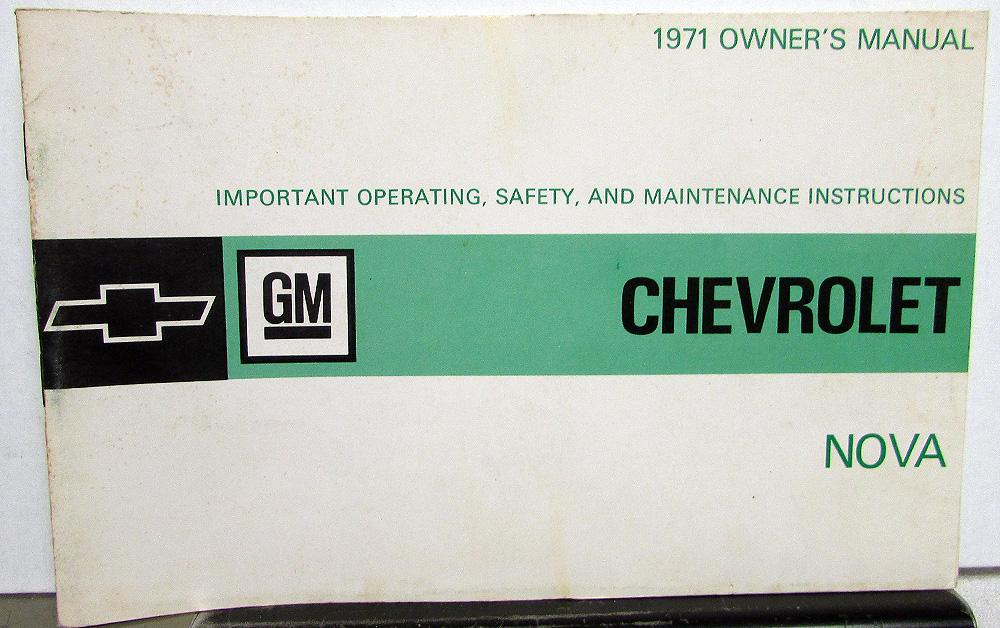 1971 OWNER'S MANUAL
IMPORTANT OPERATING, SAFETY, AND MAINTENANCE INSTRUCTIONS
GM
CHEVROLET
NOVA